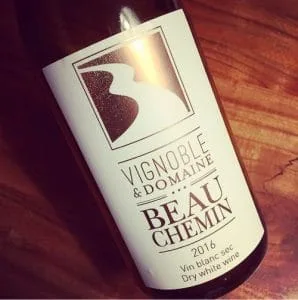 VIGNOBLE
& DOMAINE
...
BEAU
CHEMIN
2016
Vin blanc sec
Dry white wine